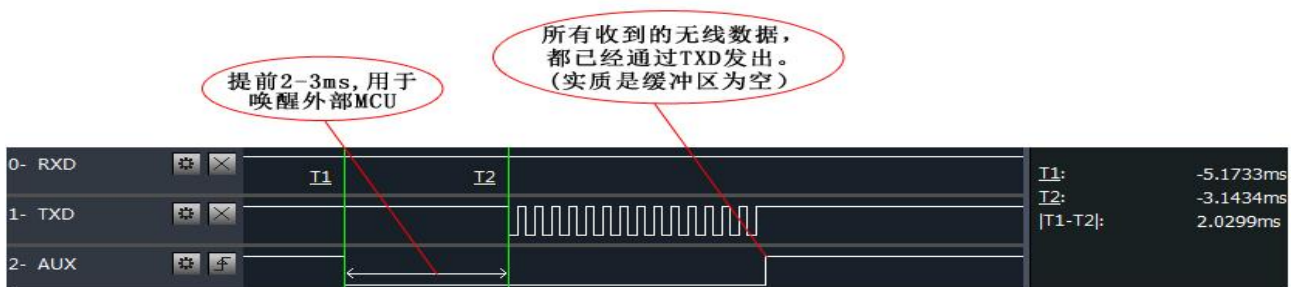 所有收到的无线数据，
都已经通过TXD发出。
(实质是缓冲区为空)
提前2-3ms,用于
唤醒外部MCU
0- RXD
T1
T2
T1: -5.1733ms
T2: -3.1434ms
|T1-T2|: 2.0299ms
1- TXD
2- AUX